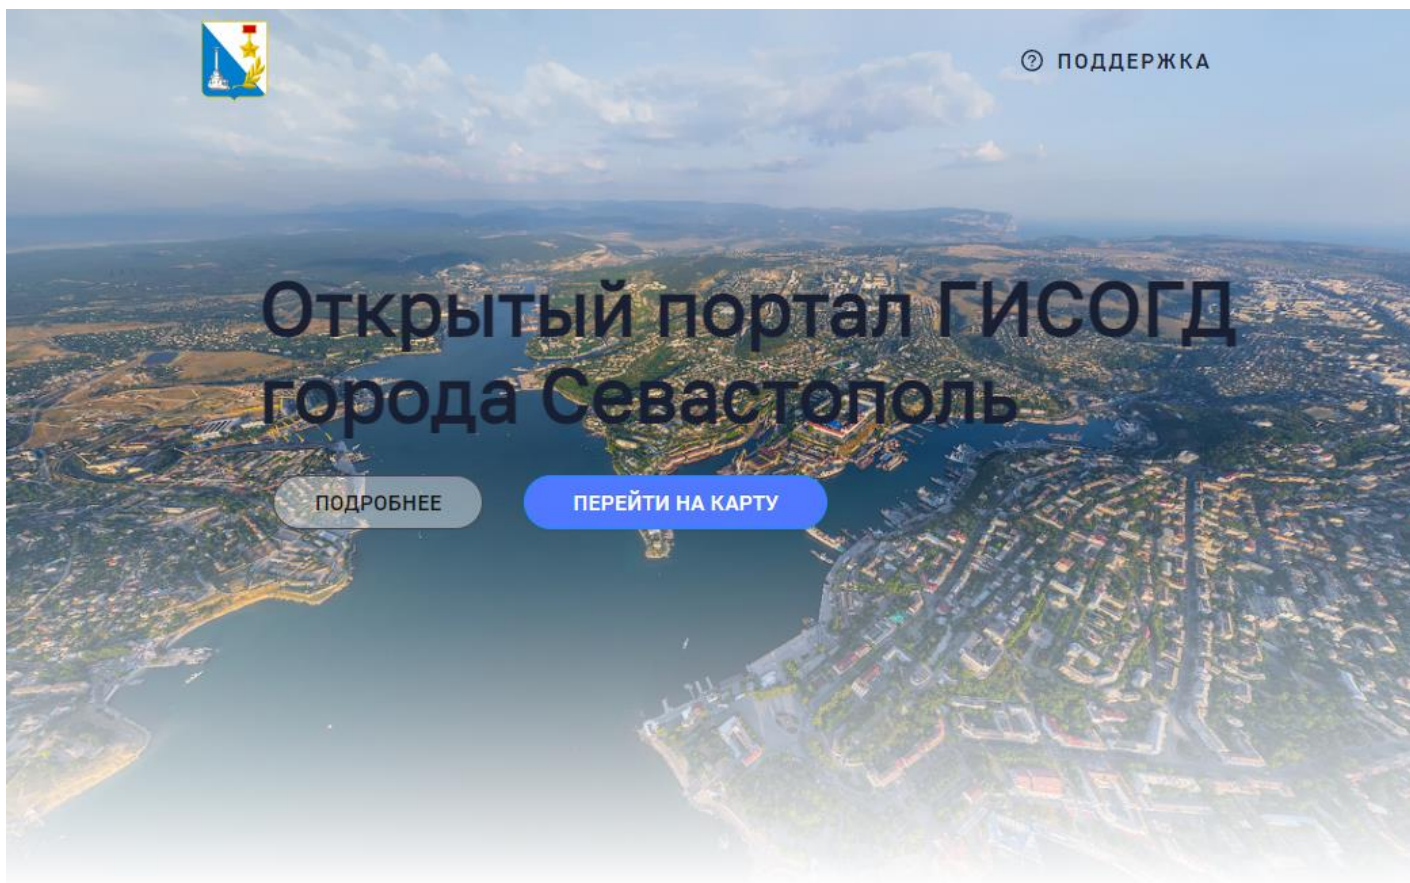 ПОДДЕРЖКА
Открытый портал ГИСОГД
города Севастополь
ПОДРОБНЕЕ
ПЕРЕЙТИ НА КАРТУ